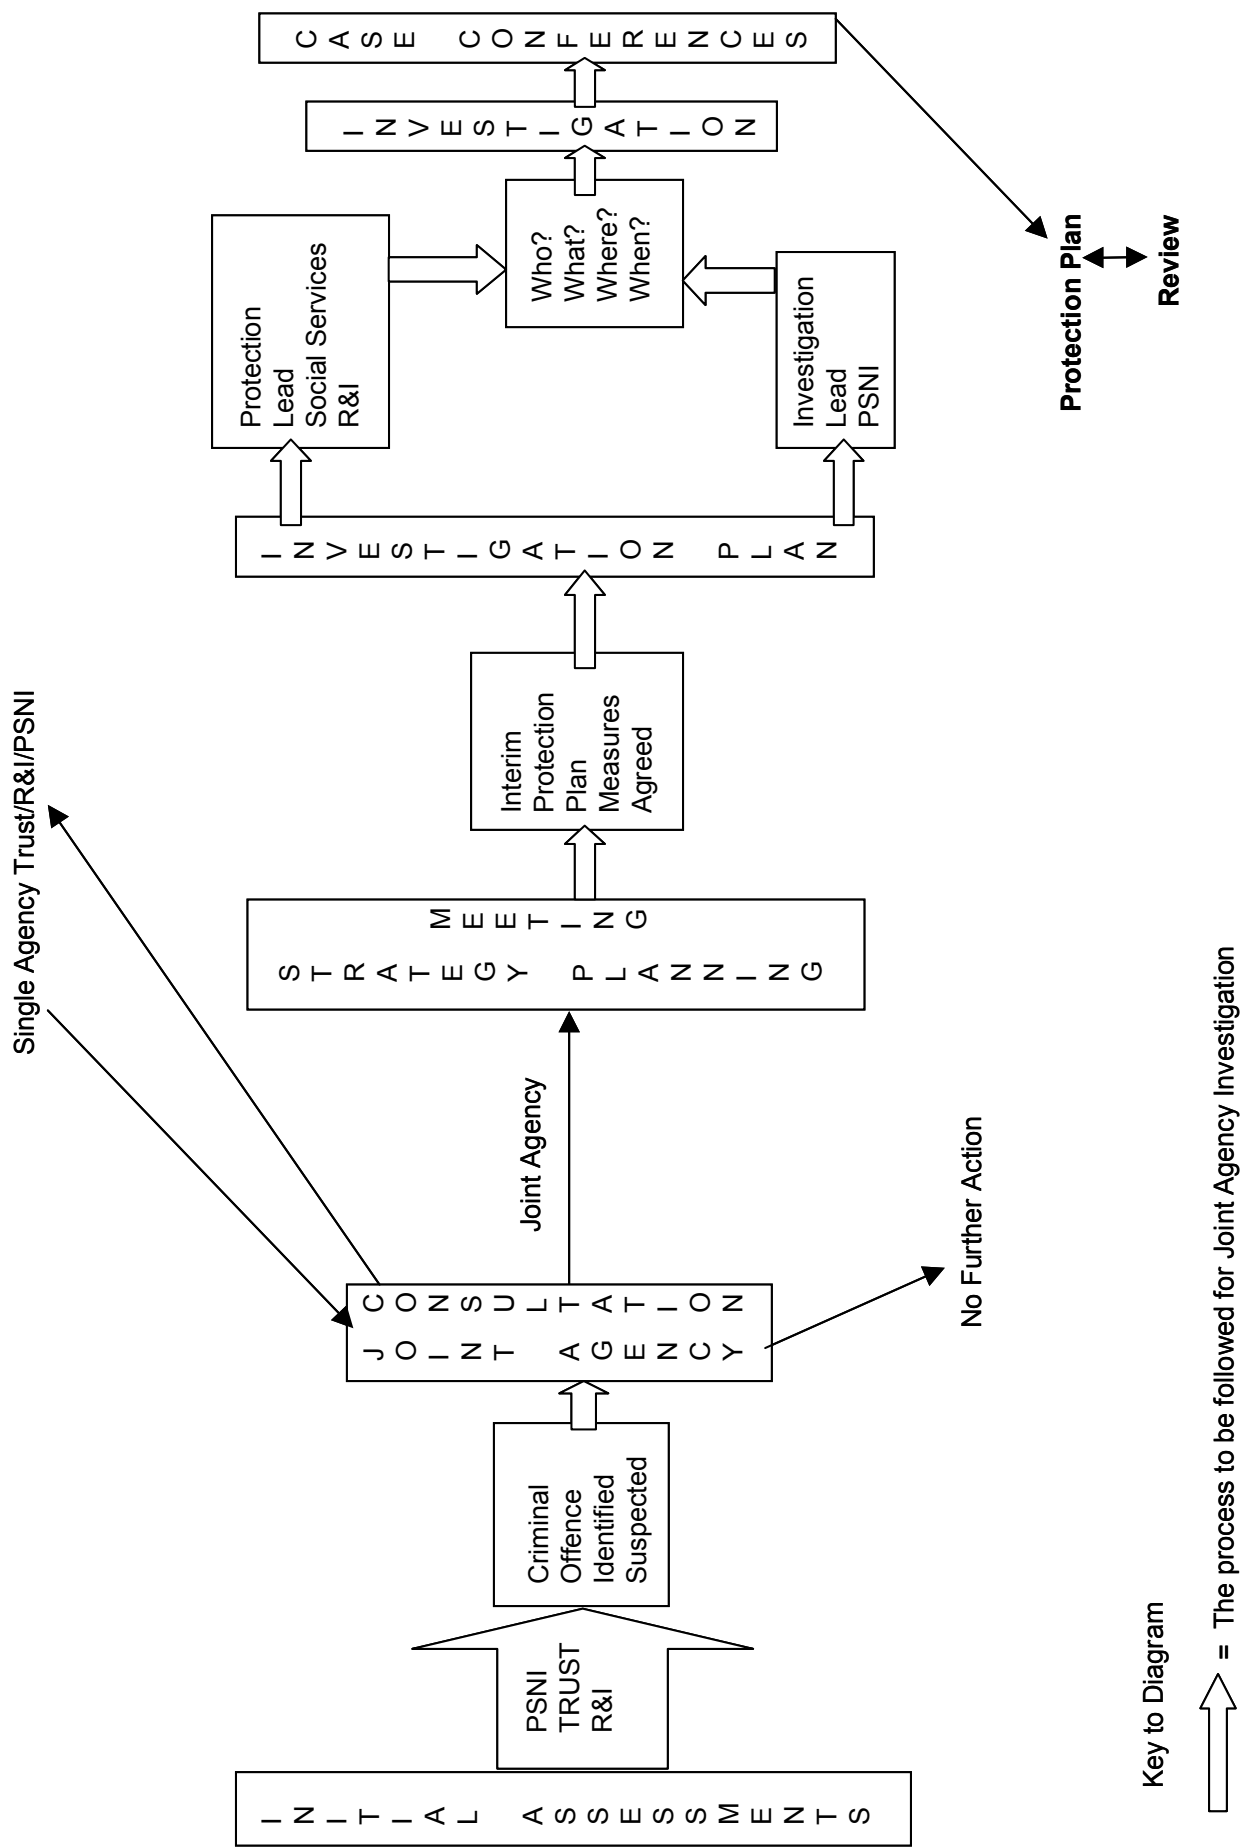 Single Agency Trust/R&I/PSNI
INITIAL ASSESSMENTS
PSNI
TRUST
R&I
Criminal
Offence
Identified
Suspected
JOINT AGENCY
CONSULTATION
Joint Agency
No Further Action
STRATEGY PLANNING
MEETING
Interim
Protection
Plan
Measures
Agreed
INVESTIGATION PLAN
Protection
Lead
Social Services
R&I
Investigation
Lead
PSNI
Who?
What?
Where?
When?
INVESTIGATION
CASE CONFERENCES
Protection Plan
Review
Key to Diagram
= The process to be followed for Joint Agency Investigation